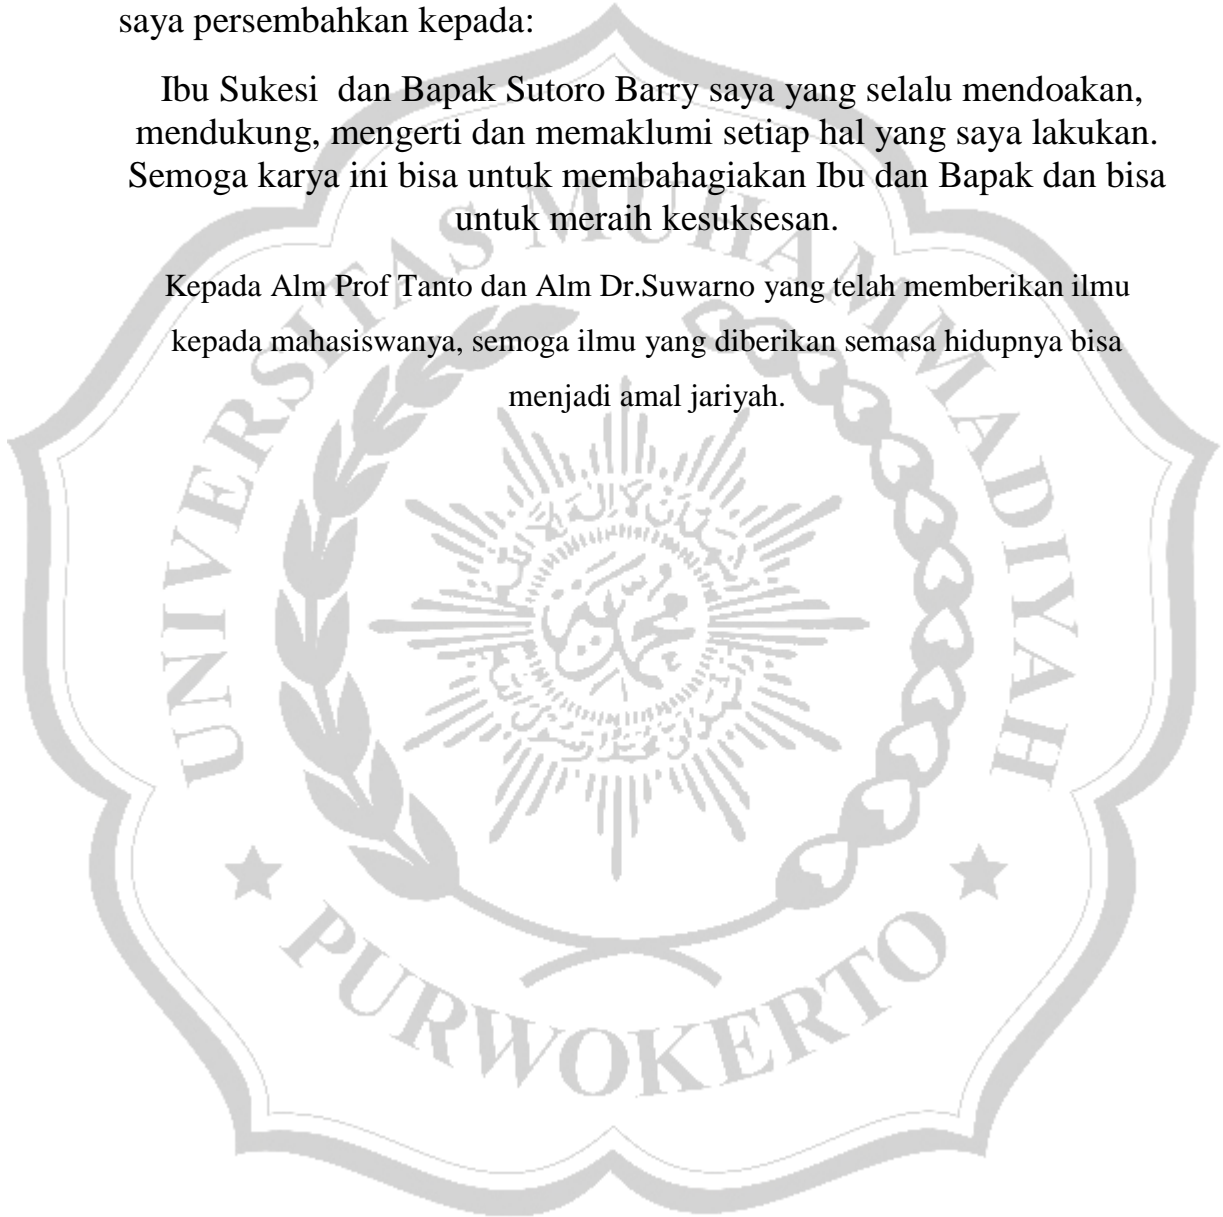 saya persembahkan kepada:
Ibu Sukesi dan Bapak Sutoro Barry saya yang selalu mendoakan,
mendukung, mengerti dan memaklumi setiap hal yang saya lakukan.
Semoga karya ini bisa untuk membahagiakan Ibu dan Bapak dan bisa
untuk meraih kesuksesan.
Kepada Alm Prof Tanto dan Alm Dr.Suwarno yang telah memberikan ilmu
kepada mahasiswanya, semoga ilmu yang diberikan semasa hidupnya bisa
menjadi amal jariyah.
UNIVERSITAS MUHAMMADIYAH
PURWOKERTO